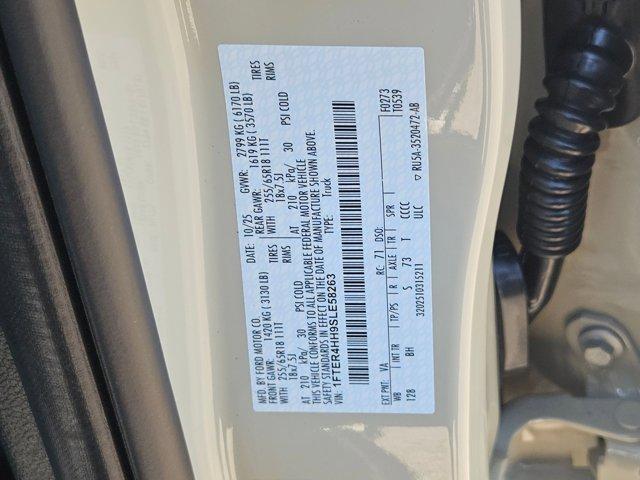 MFD. BY FORD MOTOR CO.
DATE: 10/25 GVWR: 2799 KG ( 6170 LB)
FRONT GAWR: 1420 KG ( 3130 LB) REAR GAWR: 1619 KG ( 3570 LB)
WITH 255/65R18 111T TIRES WITH 255/65R18 111T TIRES
18x7.5J RIMS 18x7.5J RIMS
AT 210 kPa/ 30 PSI COLD AT 210 kPa/ 30 PSI COLD
THIS VEHICLE CONFORMS TO ALL APPLICABLE FEDERAL MOTOR VEHICLE
SAFETY STANDARDS IN EFFECT ON THE DATE OF MANUFACTURE SHOWN ABOVE.
VIN: 1FTER4HH9SLE58263 TYPE: Truck
EXT PNT: VA RC: 71 DSO: F0273
WB INT TR TP/PS R AXLE TR SPR T0539
128 BH 5 73 T CCCC
ULC
320251035211 ▽ RU5A-3520472-AB